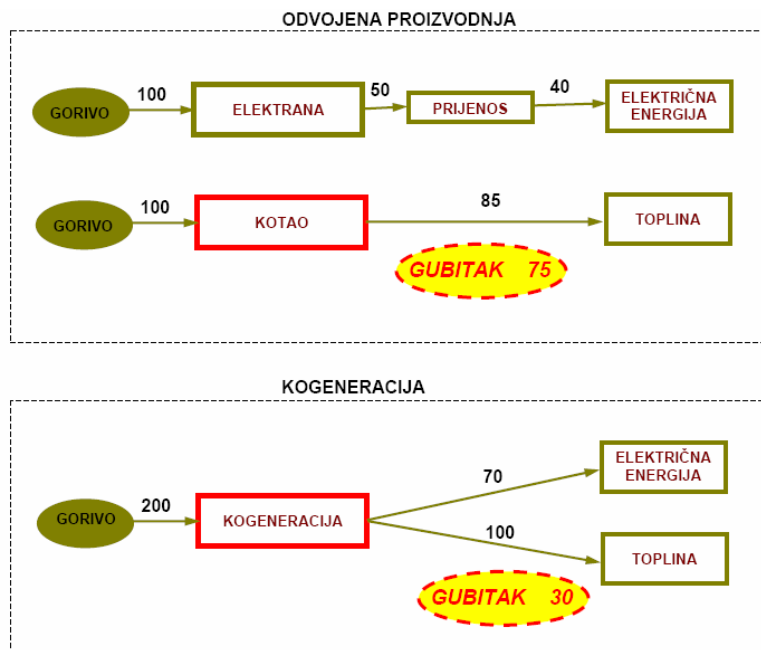 ODVOJENA PROIZVODNJA
100
50
40
GORIVO
ELEKTRANA
PRIJENOS
ELEKTRIČNA
ENERGIJA
100
85
GORIVO
KOTAO
TOPLINA
GUBITAK 75
KOGENERACIJA
ELEKTRIČNA
ENERGIJA
70
200
GORIVO
KOGENERACIJA
100
TOPLINA
GUBITAK 30